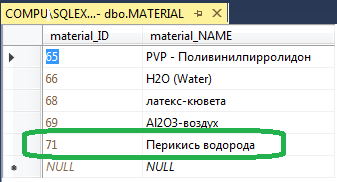 COMPU\SQLEX...- dbo.MATERIAL
material_ID material_NAME
65 PVP - Поливинилпирролидон
66 H2O (Water)
68 латекс-кювета
69 Al2O3-воздух
71 Перикись водорода
NULL NULL